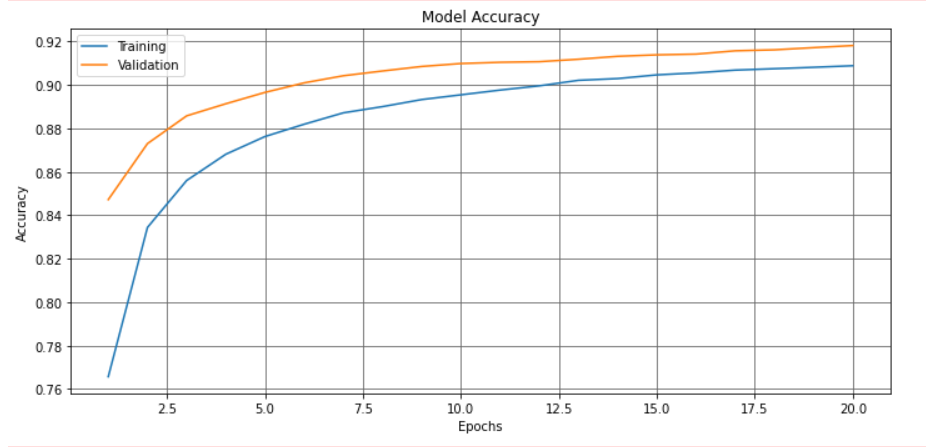 Model Accuracy
Training
Validation
Accuracy
0.92
0.90
0.88
0.86
0.84
0.82
0.80
0.78
0.76
2.5 5.0 7.5 10.0 12.5 15.0 17.5 20.0
Epochs